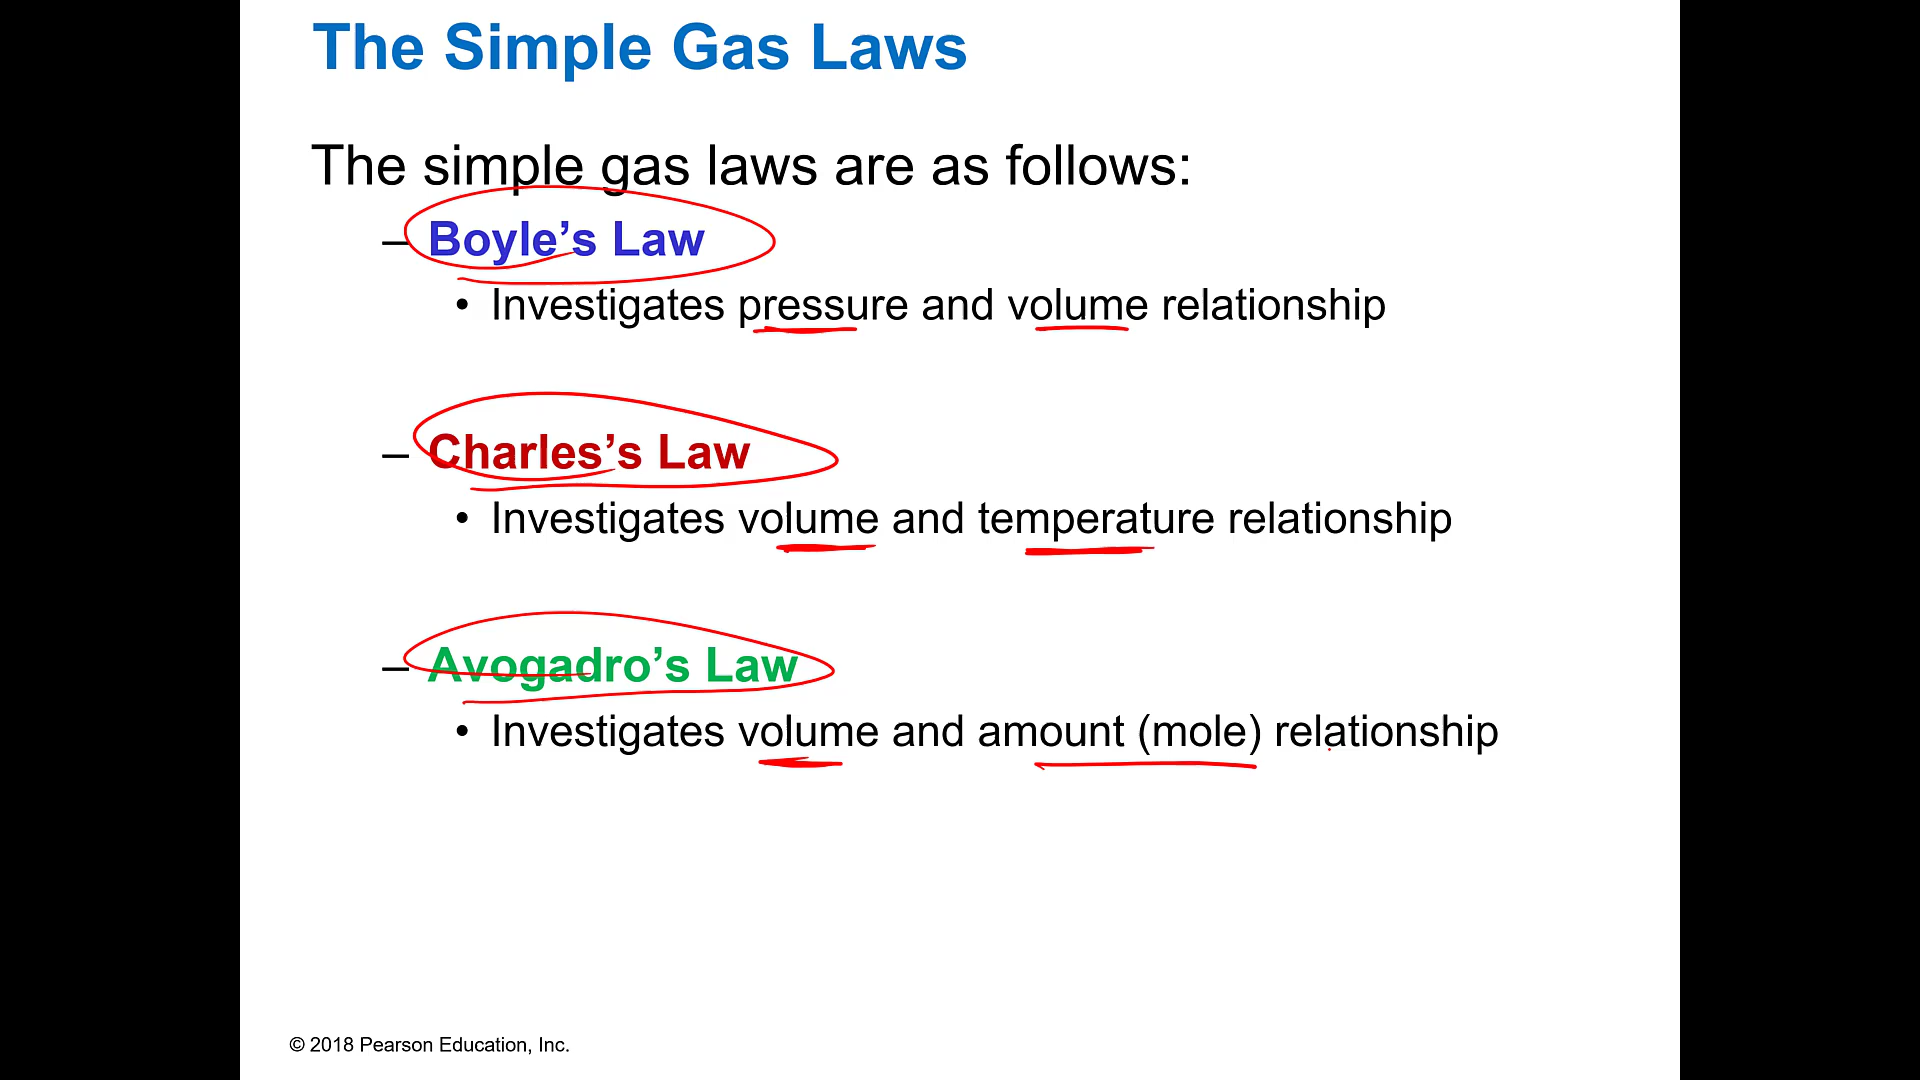 The Simple Gas Laws
The simple gas laws are as follows:
– Boyle’s Law
• Investigates pressure and volume relationship
– Charles’s Law
• Investigates volume and temperature relationship
– Avogadro’s Law
• Investigates volume and amount (mole) relationship
© 2018 Pearson Education, Inc.